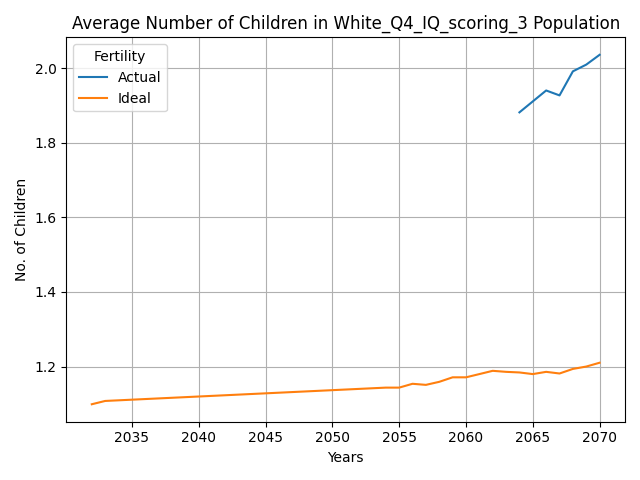 Average Number of Children in White_Q4_IQ_scoring_3 Population
Fertility
Actual
Ideal
No. of Children
2.0
1.8
1.6
1.4
1.2
2035 2040 2045 2050 2055 2060 2065 2070
Years